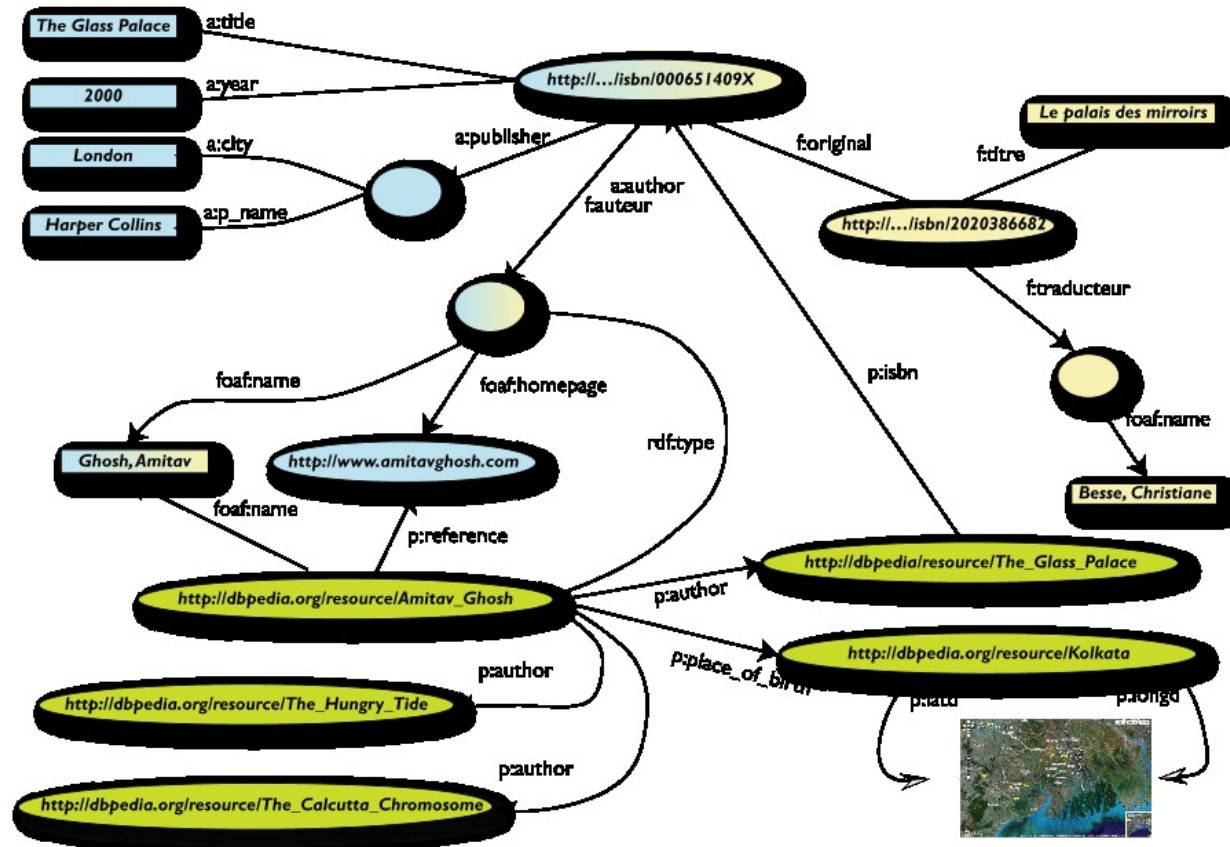 The Glass Palace
a:title
http://…/isbn/000651409X
2000
a:year
Le palais des mirroirs
London
a:city
a:publisher
f:original
f:titre
a:author
f:auteur
Harper Collins
a:p_name
http://…/isbn/2020386682
f:traducteur
p:isbn
foaf:name
foaf:homepage
foaf:name
rdf:type
Ghosh, Amitav
http://www.amitavghosh.com
Besse, Christiane
foaf:name
p:reference
http://dbpedia/resource/The_Glass_Palace
p:author
http://dbpedia.org/resource/Amitav_Ghosh
http://dbpedia.org/resource/Kolkata
p:place_of_birth
p:author
p:latd
p:longd
http://dbpedia.org/resource/The_Hungry_Tide
p:author
http://dbpedia.org/resource/The_Calcutta_Chromosome